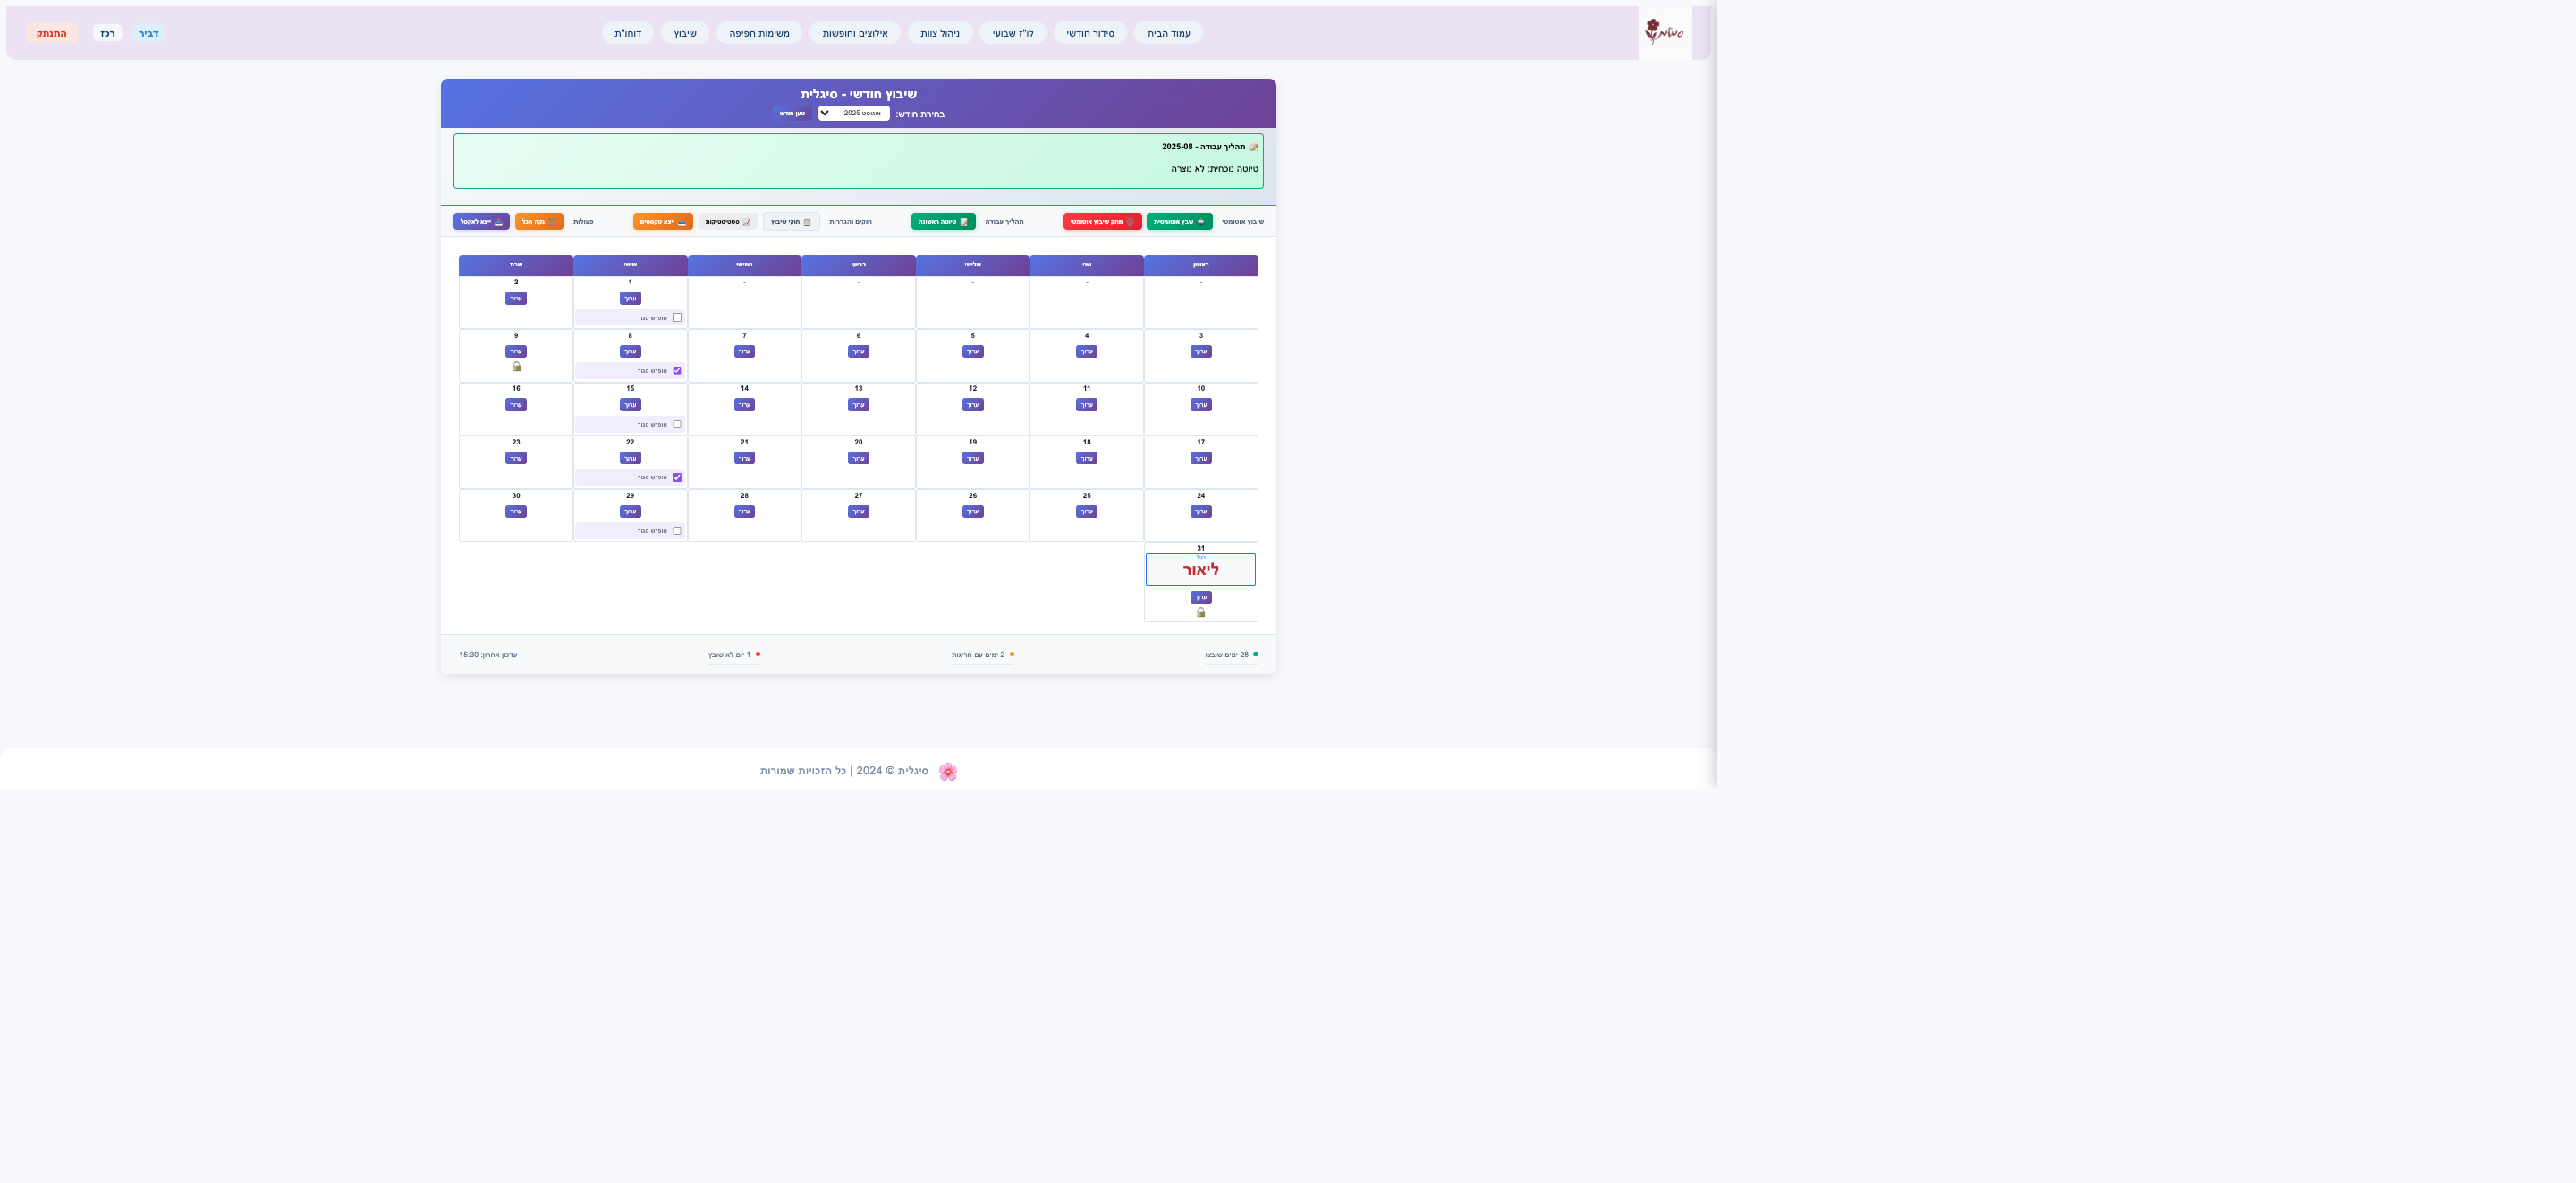 סיגלית
עמוד הבית
סידור חודשי
לו"ז שבועי
ניהול צוות
אילוצים וחופשות
משימות חפיפה
שיבוץ
דוחו"ת
דביר
רכז
התנתק
שיבוץ חודשי - סיגלית
בחירת חודש:
אוגוסט 2025
טען חודש
תהליך עבודה - 2025-08
טיוטה נוכחית: לא נוצרה
שיבוץ אוטומטי
שבץ אוטומטית
מחק שיבוץ אוטומטי
תהליך עבודה
טיוטה ראשונה
חוקים והגדרות
חוקי שיבוץ
סטטיסטיקות
ייצא טקסטים
פעולות
נקה הכל
ייצא לאקסל
ראשון שני שלישי רביעי חמישי שישי שבת
- - - - - 1 2
ערוך ערוך
סופ״ש סגור
3 4 5 6 7 8 9
ערוך ערוך ערוך ערוך ערוך ערוך ערוך
סופ״ש סגור
10 11 12 13 14 15 16
ערוך ערוך ערוך ערוך ערוך ערוך ערוך
סופ״ש סגור
17 18 19 20 21 22 23
ערוך ערוך ערוך ערוך ערוך ערוך ערוך
סופ״ש סגור
24 25 26 27 28 29 30
ערוך ערוך ערוך ערוך ערוך ערוך ערוך
סופ״ש סגור
31
רגיל
ליאור
ערוך
28 ימים שובצו
2 ימים עם חריגות
1 יום לא שובץ
עדכון אחרון: 15:30
סיגלית © 2024 | כל הזכויות שמורות